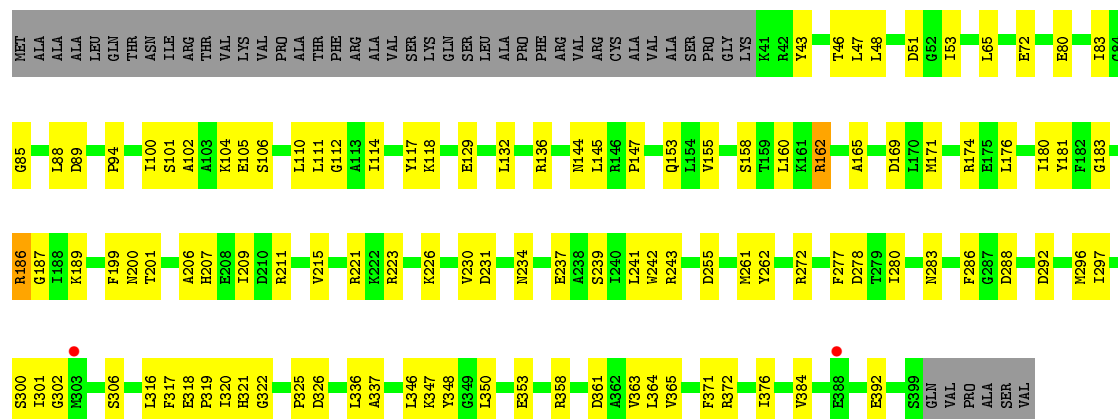 MET ALA ALA ALA LEU GLN THR ASN ILE ARG THR VAL LYS VAL PRO ALA THR PHE ARG ALA VAL SER LYS GLN SER LEU ALA PRO PHE ARG VAL ARG CYS ALA VAL ALA SER PRO GLY LYS K41 R42 Y43 T46 L47 L48 D51 G52 I53 L65 E72 E80 I83 G84
G85 L88 D89 P94 I100 S101 A102 A103 K104 E105 S106 L110 L111 G112 A113 I114 Y117 K118 E129 L132 R136 N144 L145 R146 P147 Q153 L154 V155 S158 T159 L160 K161 R162 A165 D169 L170 M171 R174 E175 L176 I180 Y181 F182 G183
R186 G187 I188 K189 F199 N200 T201 A206 H207 E208 I209 D210 R211 V215 R221 K222 R223 K226 V230 D231 N234 E237 A238 S239 I240 L241 W242 R243 D255 M261 Y262 R272 F277 D278 T279 I280 N283 F286 G287 D288 D292 M296 I297
S300 I301 G302 M303 S306 L316 F317 E318 P319 I320 H321 G322 P325 D326 L336 A337 L346 K347 Y348 G349 L350 E353 R358 D361 A362 V363 L364 V365 F371 R372 I376 V384 E388 E392 S399 GLN VAL PRO ALA SER VAL